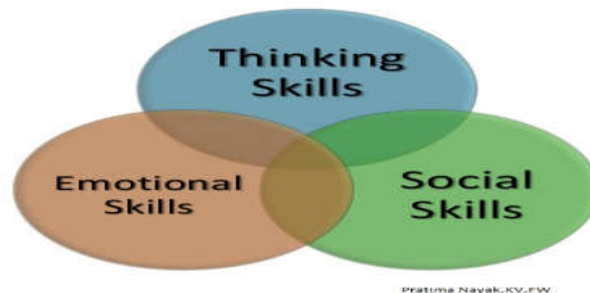 Thinking
Skills
Emotional
Skills
Social
Skills
Pratima Nayak,KV,FW